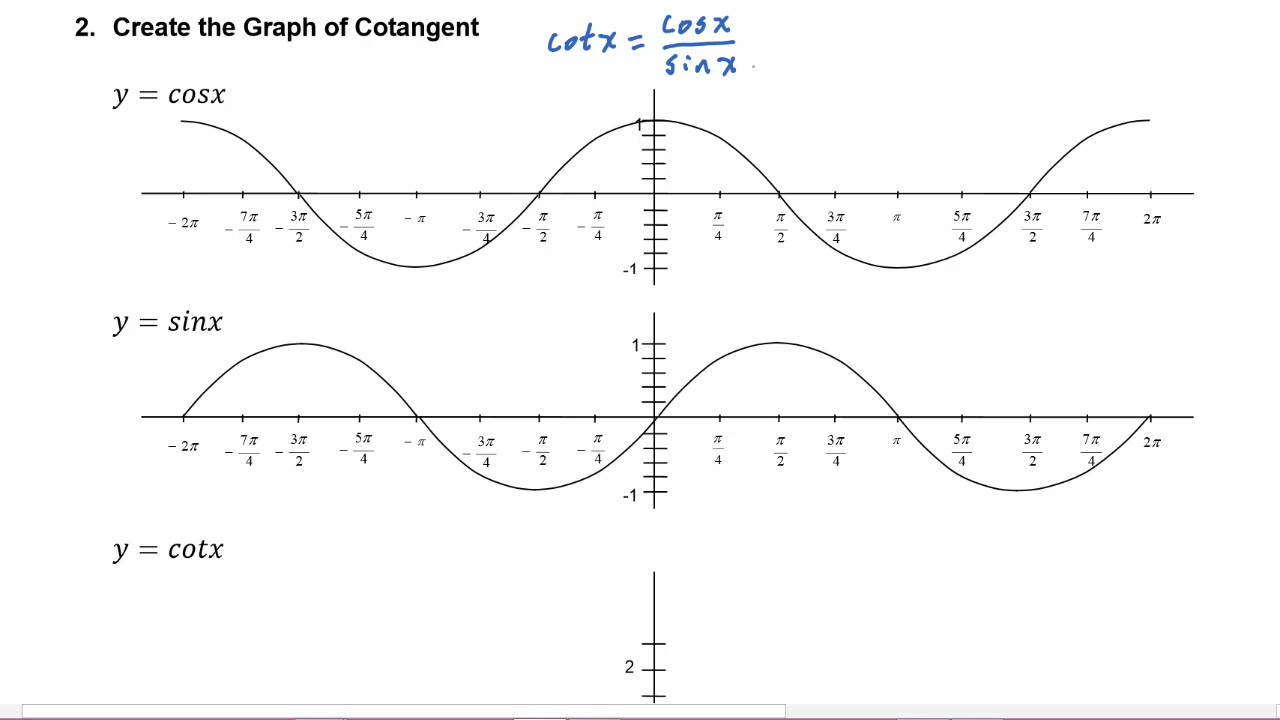 2. Create the Graph of Cotangent
cotx = cosx / sinx
y = cosx
1
− 2π −7π/4 −3π/2 −5π/4 − π −3π/4 −π/2 −π/4 π/4 π/2 3π/4 π 5π/4 3π/2 7π/4 2π
-1
y = sinx
1
− 2π −7π/4 −3π/2 −5π/4 − π −3π/4 −π/2 −π/4 π/4 π/2 3π/4 π 5π/4 3π/2 7π/4 2π
-1
y = cotx
2